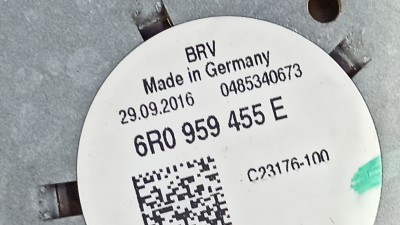 BRV
Made in Germany
29.09.2016 0485340673
6R0 959 455 E
C23176-100